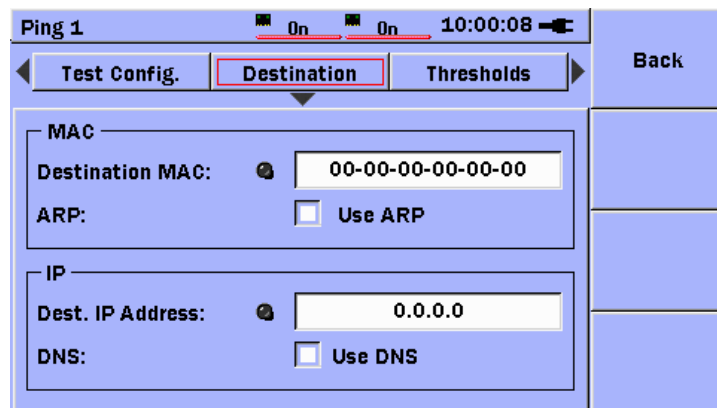 Ping 1 0n 0n 10:00:08
Back
Test Config. Destination Thresholds
MAC
Destination MAC: 00-00-00-00-00-00
ARP: Use ARP
IP
Dest. IP Address: 0.0.0.0
DNS: Use DNS